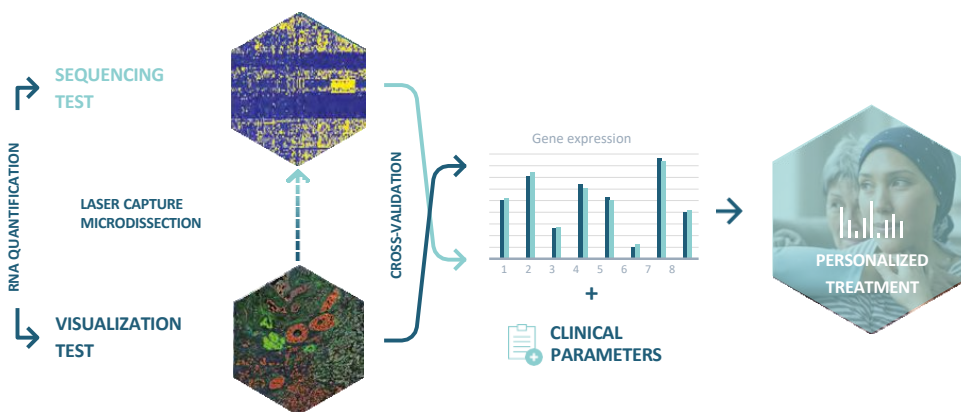 RNA QUANTIFICATION
SEQUENCING
TEST
LASER CAPTURE
MICRODISSECTION
VISUALIZATION
TEST
CROSS-VALIDATION
Gene expression
1 2 3 4 5 6 7 8
+
CLINICAL
PARAMETERS
PERSONALIZED
TREATMENT